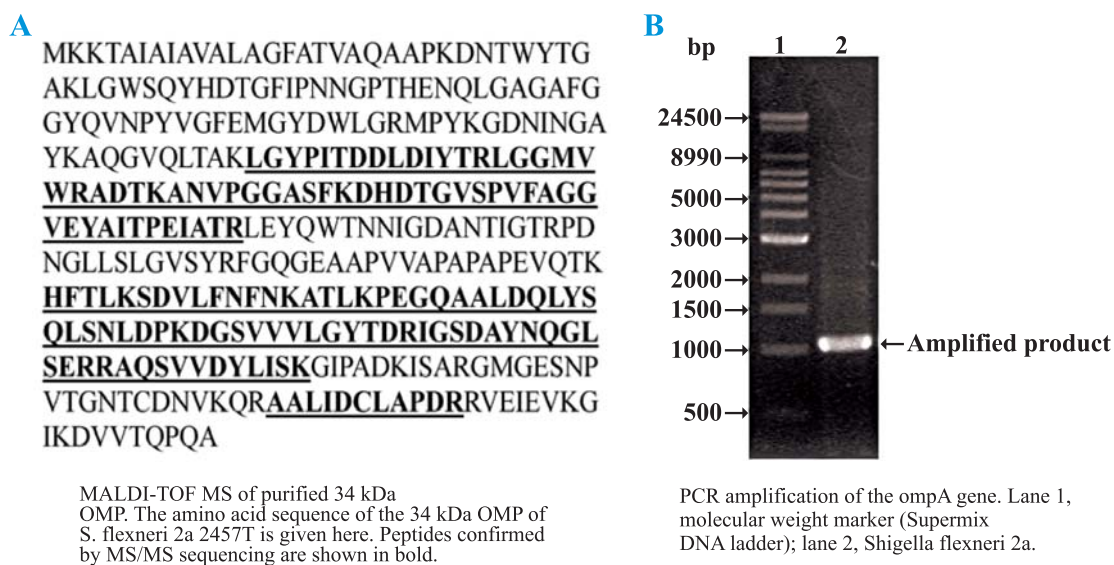 A
MKKTAIAIAVALAGFATVAQAAPKDNTWYTG
AKLGWSQYHDTGFIPNNGPTHENQLGAGAFG
GYQVNPYVGFEMGYDWLGRMPYKGDNINGA
YKAQGVQLTAKLGYPITDDLDIYTRLGGMV
WRADTKANVPGGASFKDHDTGVSPVFAGG
VEYAITPEIATRLEYQWTNNIGDANTIGTRPD
NGLLSLGVSYRFGQGEAAPVVAPAPAPEVQTK
HFTLKSDVLFNFNKATLKPEGQAALDQLYS
QLSNLDPKDGSVVVLGYTDRIGSDAYNQGL
SERRAQSVVDYLISKGIPADKISARGMGESNP
VTGNTCDNVKQRAALIDCLAPDRRVEIEVKG
IKDVVTQPQA
MALDI-TOF MS of purified 34 kDa
OMP. The amino acid sequence of the 34 kDa OMP of
S. flexneri 2a 2457T is given here. Peptides confirmed
by MS/MS sequencing are shown in bold.
B
bp 1 2
24500
8990
5000
3000
2000
1500
1000
500
Amplified product
PCR amplification of the ompA gene. Lane 1,
molecular weight marker (Supermix
DNA ladder); lane 2, Shigella flexneri 2a.